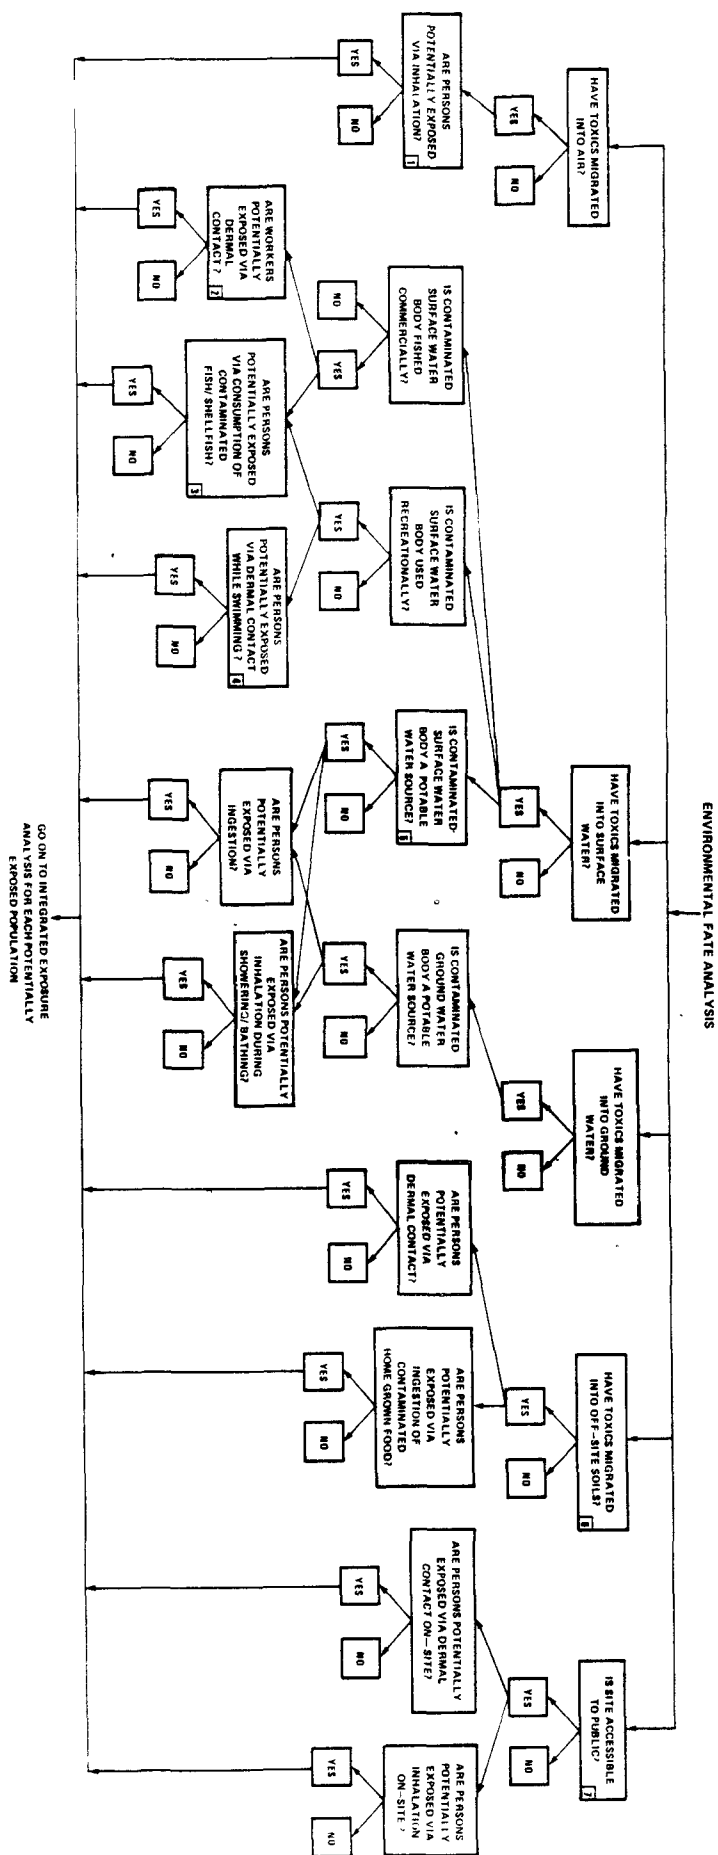 ENVIRONMENTAL FATE ANALYSIS
HAVE TOXICS MIGRATED
INTO AIR?
YES
NO
ARE PERSONS
POTENTIALLY EXPOSED
VIA INHALATION?
1
YES
NO
HAVE TOXICS MIGRATED
INTO SURFACE
WATER?
YES
NO
IS CONTAMINATED
SURFACE WATER
BODY FISHED
COMMERCIALLY?
NO
YES
ARE WORKERS
POTENTIALLY
EXPOSED VIA
DERMAL
CONTACT?
2
YES
NO
ARE PERSONS
POTENTIALLY EXPOSED
VIA CONSUMPTION OF
CONTAMINATED
FISH/SHELLFISH?
3
YES
NO
IS CONTAMINATED
SURFACE WATER
BODY USED
RECREATIONALLY?
YES
NO
ARE PERSONS
POTENTIALLY EXPOSED
VIA DERMAL CONTACT
WHILE SWIMMING?
4
YES
NO
IS CONTAMINATED
SURFACE WATER
BODY A POTABLE
WATER SOURCE?
5
YES
NO
ARE PERSONS
POTENTIALLY
EXPOSED VIA
INGESTION?
YES
NO
HAVE TOXICS MIGRATED
INTO GROUND
WATER?
YES
NO
IS CONTAMINATED
GROUND WATER
BODY A POTABLE
WATER SOURCE?
YES
NO
ARE PERSONS POTENTIALLY
EXPOSED VIA
INHALATION DURING
SHOWERING/BATHING?
YES
NO
HAVE TOXICS MIGRATED
INTO OFF-SITE SOILS?
6
YES
NO
ARE PERSONS
POTENTIALLY
EXPOSED VIA
DERMAL CONTACT?
YES
NO
ARE PERSONS
POTENTIALLY
EXPOSED VIA
INGESTION OF
CONTAMINATED
HOME GROWN FOOD?
YES
NO
IS SITE ACCESSIBLE
TO PUBLIC?
7
YES
NO
ARE PERSONS POTENTIALLY
EXPOSED VIA DERMAL
CONTACT ON-SITE?
YES
NO
ARE PERSONS
POTENTIALLY
EXPOSED VIA
INHALATION
ON-SITE?
YES
NO
GO ON TO INTEGRATED EXPOSURE
ANALYSIS FOR EACH POTENTIALLY
EXPOSED POPULATION